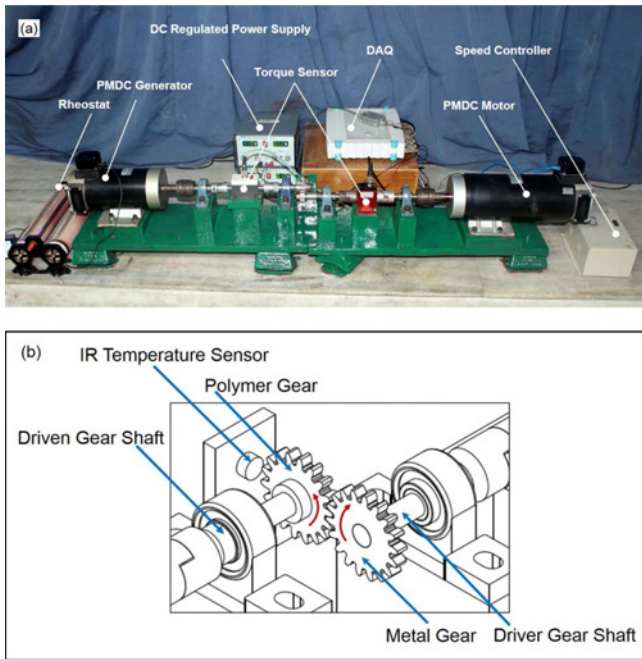 (a)
DC Regulated Power Supply
DAQ
Speed Controller
PMDC Generator
Torque Sensor
PMDC Motor
Rheostat
(b)
IR Temperature Sensor
Polymer Gear
Driven Gear Shaft
Metal Gear
Driver Gear Shaft